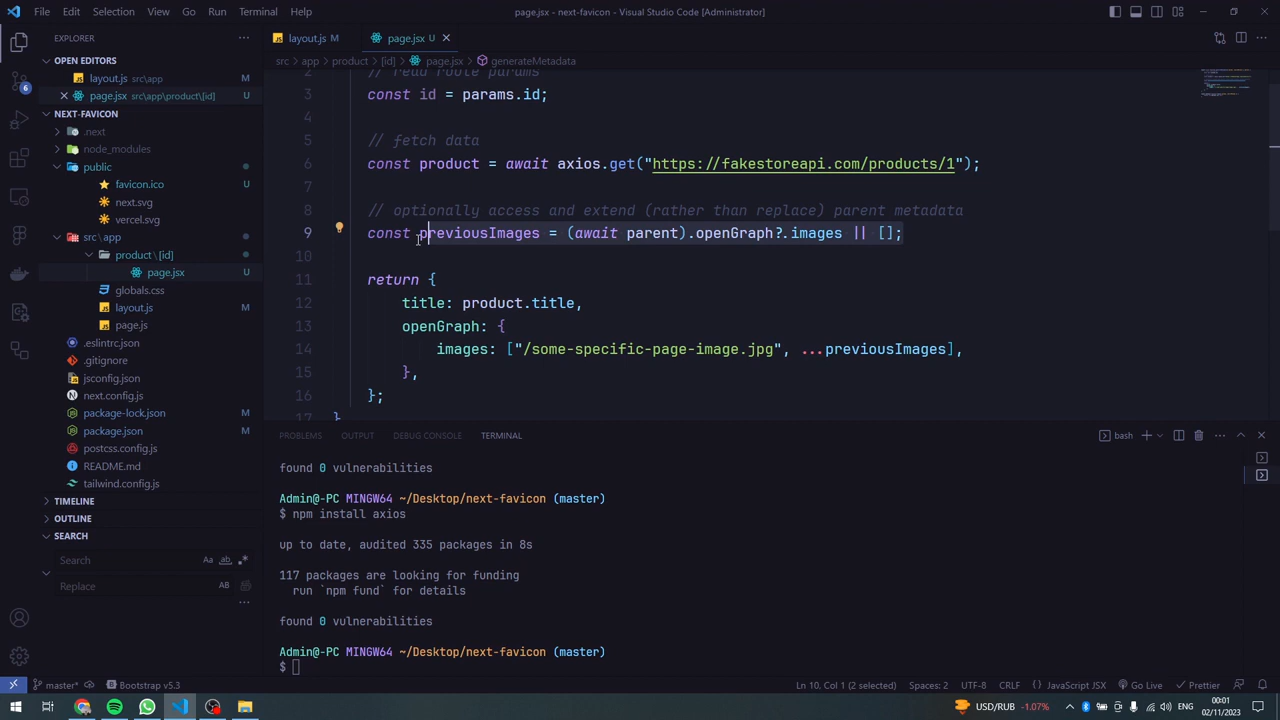 File Edit Selection View Go Run Terminal Help
page.jsx - next-favicon - Visual Studio Code [Administrator]
EXPLORER
OPEN EDITORS
layout.js src\app M
page.jsx src\app\product\[id] U
NEXT-FAVICON
.next
node_modules
public
favicon.ico U
next.svg
vercel.svg
src\app
product\[id]
page.jsx U
globals.css
layout.js M
page.js
.eslintrc.json
.gitignore
jsconfig.json
next.config.js
package-lock.json M
package.json M
postcss.config.js
README.md
tailwind.config.js
TIMELINE
OUTLINE
SEARCH
Search Aa ab
Replace AB
6
layout.js M page.jsx U
src > app > product > [id] > page.jsx > generateMetadata
2 // read route params
3 const id = params.id;
4
5 // fetch data
6 const product = await axios.get("https://fakestoreapi.com/products/1");
7
8 // optionally access and extend (rather than replace) parent metadata
9 const previousImages = (await parent).openGraph?.images || [];
10
11 return {
12 title: product.title,
13 openGraph: {
14 images: ["/some-specific-page-image.jpg", ...previousImages],
15 },
16 };
17 }
PROBLEMS OUTPUT DEBUG CONSOLE TERMINAL
bash
found 0 vulnerabilities
Admin@-PC MINGW64 ~/Desktop/next-favicon (master)
$ npm install axios
up to date, audited 335 packages in 8s
117 packages are looking for funding
run `npm fund` for details
found 0 vulnerabilities
Admin@-PC MINGW64 ~/Desktop/next-favicon (master)
$
master* Bashtype v5.3
Ln 10, Col 1 (2 selected) Spaces: 2 UTF-8 CRLF JavaScript JSX Go Live Prettier
USD/RUB -1.07% ENG
00:01
02/11/2023